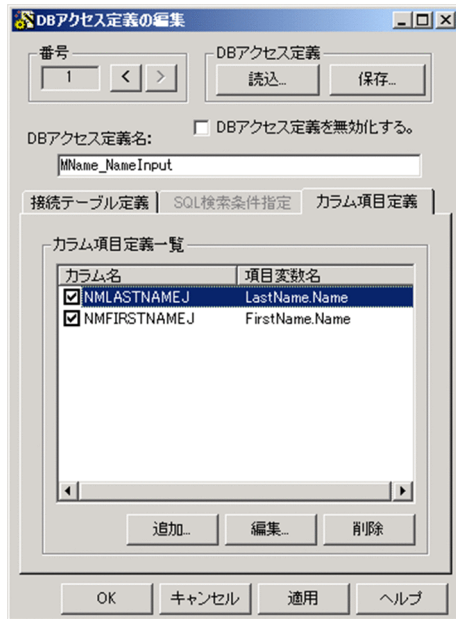 DBアクセス定義の編集
番号
1
<
>
DBアクセス定義
読込...
保存...
DBアクセス定義名:
DBアクセス定義を無効化する。
MName_NameInput
接続テーブル定義
SQL検索条件指定
カラム項目定義
カラム項目定義一覧
カラム名 項目変数名
NMLASTNAMEJ LastName.Name
NMFIRSTNAMEJ FirstName.Name
追加... 編集... 削除
OK キャンセル 適用 ヘルプ